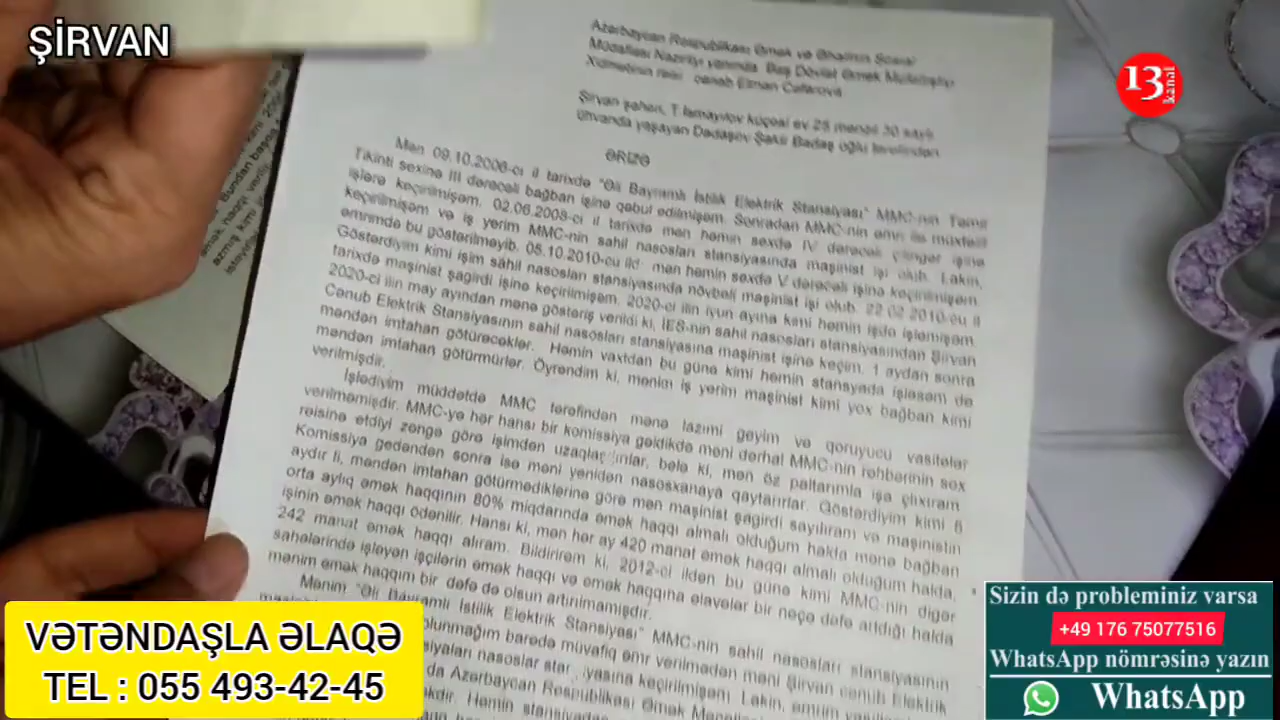 ŞİRVAN
13
kanal
Azərbaycan Respublikası Əmək və Əhalinin Sosial
Müdafiəsi Nazirliyi yanında Baş Dövlət Əmək Müfəttişliyi
Xidmətinin rəisi cənab Elman Cəfərova
Şirvan şəhəri, T.İsmayılov küçəsi ev 25 mənzil 30 saylı
ünvanda yaşayan Dadaşov Şakir Badaş oğlu tərəfindən
ƏRİZƏ
Mən 09.10.2006-cı il tarixdə "Əli Bayramlı İstilik Elektrik Stansiyası" MMC-nin Təmir
Tikinti sexinə III dərəcəli bağban işinə qəbul edilmişəm. Sonradan MMC-nin əmri ilə müxtəlif
işlərə keçirilmişəm. 02.06.2008-ci il tarixdə mən həmin sexdə IV dərəcəli çilingər işinə
keçirilmişəm və iş yerim MMC-nin sahil nasosları stansiyasında maşinist işi olub. Lakin,
əmrimdə bu göstərilməyib. 05.10.2010-cu ildə mən həmin sexdə V dərəcəli işinə keçirilmişəm.
Göstərdiyim kimi işim sahil nasosları stansiyasında növbəli maşinist işi olub. 22.02.2010-cu il
tarixdə maşinist şagirdi işinə keçirilmişəm. 2020-ci ilin iyun ayına kimi həmin işdə işləmişəm.
2020-ci ilin may ayından mənə göstəriş verildi ki, İES-nin sahil nasosları stansiyasından Şirvan
Cənub Elektrik Stansiyasının sahil nasosları stansiyasına maşinist işinə keçim. 1 aydan sonra
məndən imtahan götürəcəklər. Həmin vaxtdan bu günə kimi həmin stansyada işləsəm də
məndən imtahan götürmürlər. Öyrəndim ki, mənim iş yerim maşinist kimi yox bağban kimi
verilmişdir.
İşlədiyim müddətdə MMC tərəfindən mənə lazımi geyim və qoruyucu vasitələr
verilməmişdir. MMC-yə hər hansı bir komissiya gəldikdə məni dərhal MMC-nin rəhbərinin sex
rəisinə etdiyi zəngə görə işimdən uzaqlaşdırırlar, belə ki, mən öz paltarımla işə çıxıram
Komissiya gedəndən sonra isə məni yenidən nasosxanaya qaytarırlar. Göstərdiyim kimi 6
aydır ti, məndən imtahan götürmədiklərinə görə mən maşinist şagirdi sayılıram və maşinistin
orta aylıq əmək haqqının 80% miqdarında əmək haqqı almalı olduğum halda mənə bağban
işinin əmək haqqı ödənilir. Hansı ki, mən hər ay 420 manat əmək haqqı almalı olduğum halda,
242 manat əmək haqqı alıram. Bildirirəm ki, 2012-ci ildən bu günə kimi MMC-nin digər
sahələrində işləyən işçilərin əmək haqqı və əmək haqqına əlavələr bir neçə dəfə artdığı halda
mənim əmək haqqım bir dəfə də olsun artırılmamışdır.
Mənim "Əli Bayramlı İstilik Elektrik Stansiyası" MMC-nin sahil nasosları stansiyasının
olunmağım barədə müvafiq əmr verilmədən məni Şirvan cənub Elektrik
nasoslar keçirilmişəm. Lakin, əmrim
da Azərbaycan Respublikası Əmək
Həmin
VƏTƏNDAŞLA ƏLAQƏ
TEL : 055 493-42-45
Sizin də probleminiz varsa
+49 176 75077516
WhatsApp nömrəsinə yazın
WhatsApp